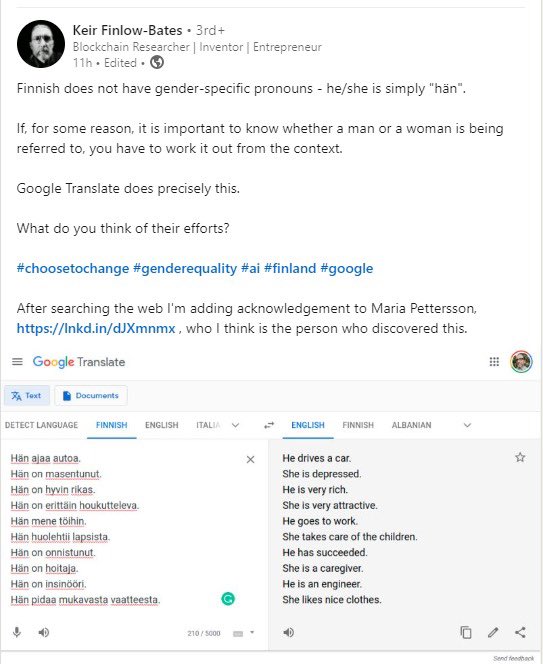 Keir Finlow-Bates • 3rd+
Blockchain Researcher | Inventor | Entrepreneur
11h • Edited •
Finnish does not have gender-specific pronouns - he/she is simply "hän".
If, for some reason, it is important to know whether a man or a woman is being
referred to, you have to work it out from the context.
Google Translate does precisely this.
What do you think of their efforts?
#choosetochange #genderequality #ai #finland #google
After searching the web I'm adding acknowledgement to Maria Pettersson,
https://lnkd.in/dJXmnmx , who I think is the person who discovered this.
Google Translate
Text
Documents
DETECT LANGUAGE FINNISH ENGLISH ITALIA
ENGLISH FINNISH ALBANIAN
Hän ajaa autoa.
Hän on masentunut.
Hän on hyvin rikas.
Hän on erittäin houkutteleva.
Hän mene töihin.
Hän huolehtii lapsista.
Hän on onnistunut.
Hän on hoitaja.
Hän on insinööri.
Hän pidaa mukavasta vaatteesta.
210 / 5000
He drives a car.
She is depressed.
He is very rich.
She is very attractive.
He goes to work.
She takes care of the children.
He has succeeded.
She is a caregiver.
He is an engineer.
She likes nice clothes.
Send feedback